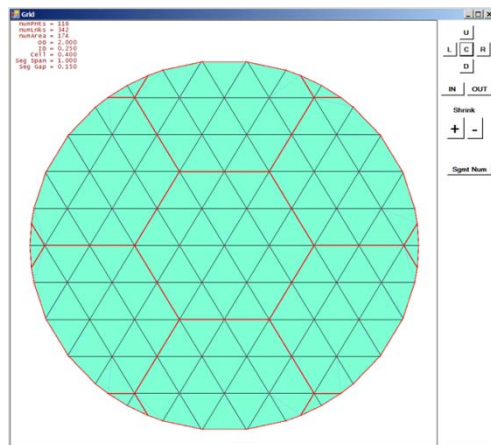 Grid
numPnts = 116
numLnks = 342
numArea = 174
OD = 2.000
ID = 0.250
Cell = 0.400
Seg Span = 1.000
Seg Gap = 0.150
U
L C R
D
IN OUT
Shrink
+ -
Sgmt Num